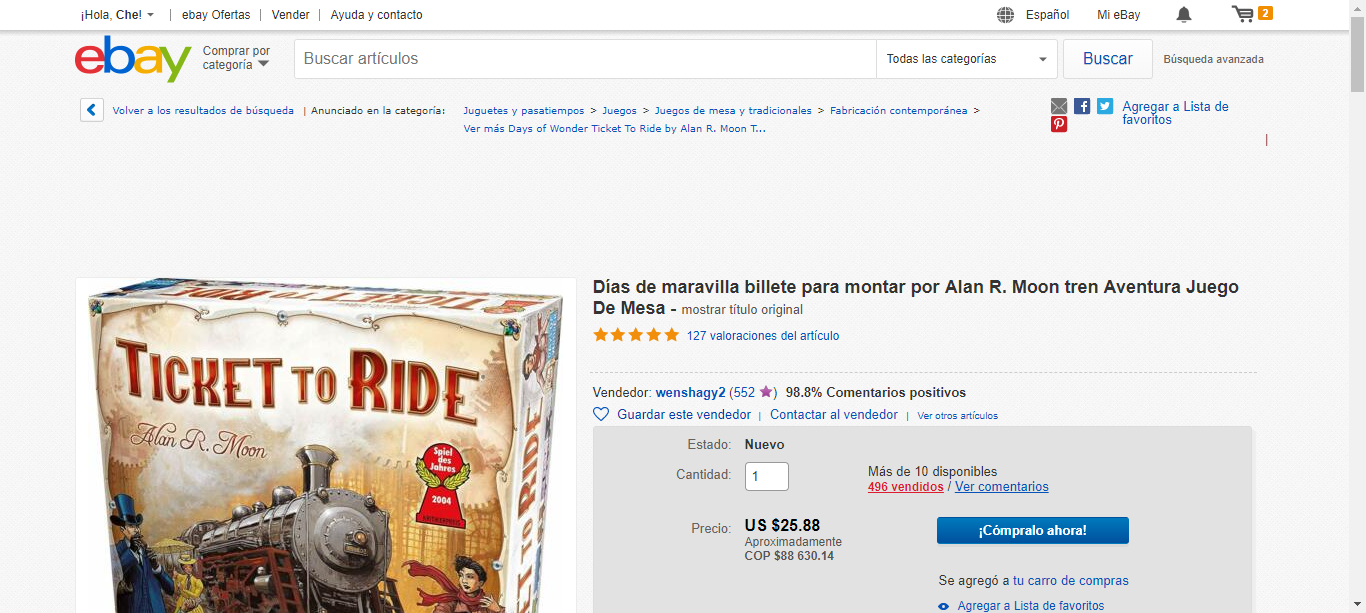 ¡Hola, Che!
ebay Ofertas
Vender
Ayuda y contacto
Español
Mi eBay
2
ebay
Comprar por
categoría
Buscar artículos
Todas las categorías
Buscar
Búsqueda avanzada
Volver a los resultados de búsqueda | Anunciado en la categoría:
Juguetes y pasatiempos > Juegos > Juegos de mesa y tradicionales > Fabricación contemporánea >
Ver más Days of Wonder Ticket To Ride by Alan R. Moon T...
Agregar a Lista de
favoritos
TICKET TO RIDE
TICKET TO RIDE
Alan R. Moon
Spiel
des
Jahres
2004
TO RIDE
Días de maravilla billete para montar por Alan R. Moon tren Aventura Juego
De Mesa - mostrar título original
127 valoraciones del artículo
Vendedor: wenshagy2 (552) 98.8% Comentarios positivos
Guardar este vendedor | Contactar al vendedor | Ver otros artículos
Estado: Nuevo
Cantidad: 1
Más de 10 disponibles
496 vendidos / Ver comentarios
Precio: US $25.88
Aproximadamente
COP $88 630.14
¡Cómpralo ahora!
Se agregó a tu carro de compras
Agregar a Lista de favoritos